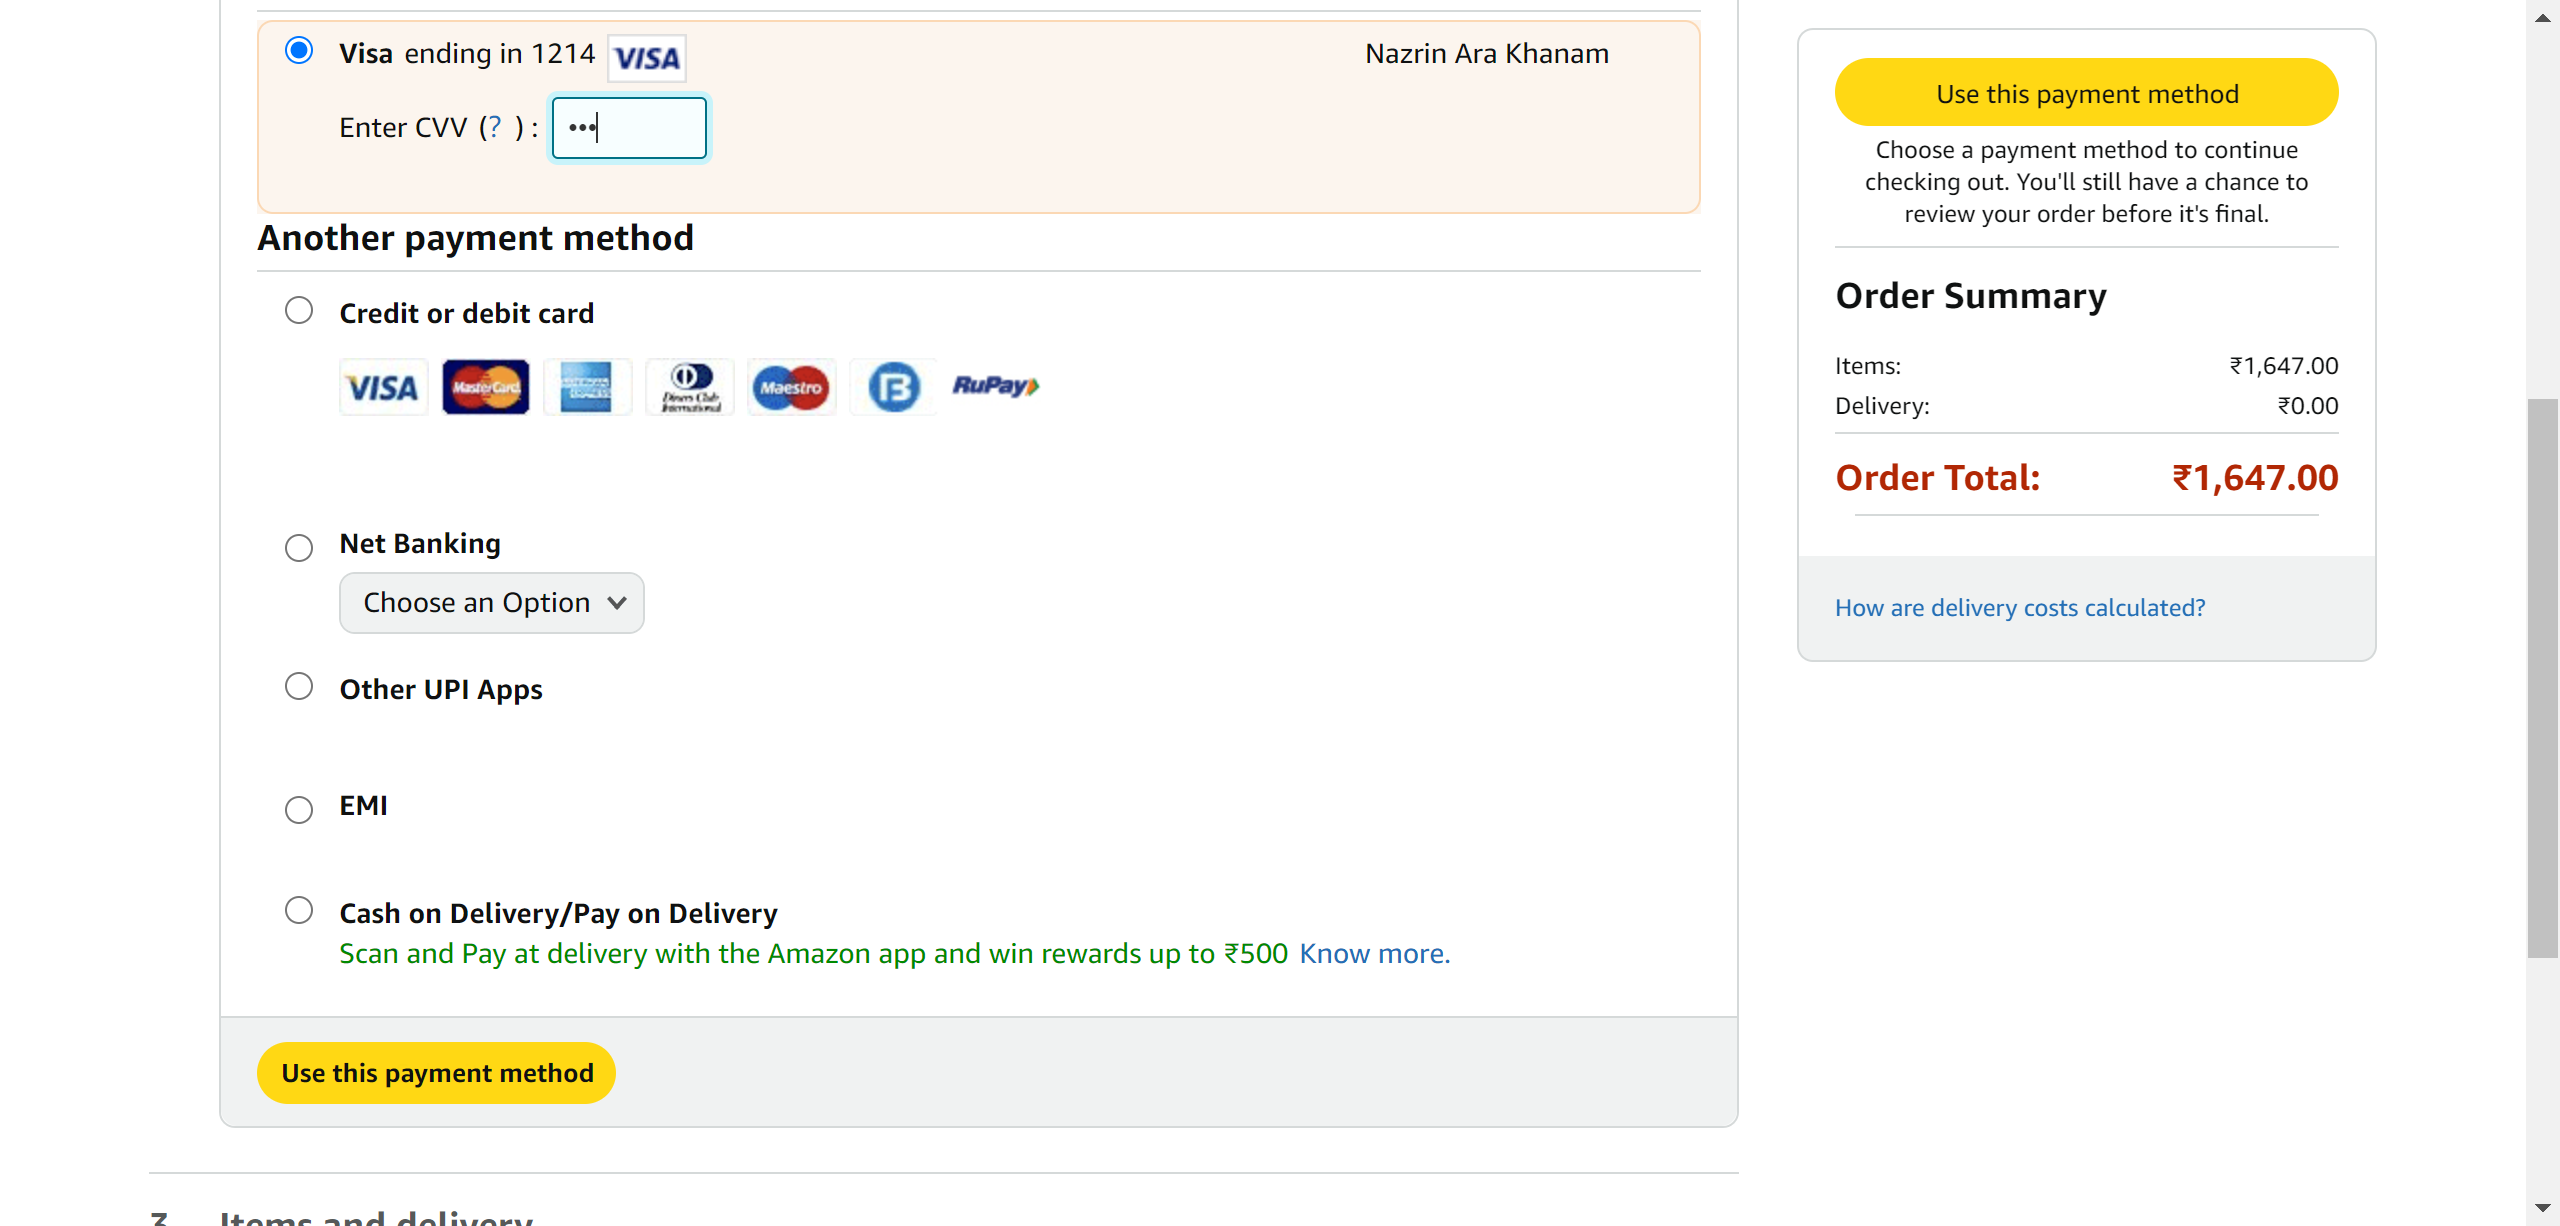 Visa ending in 1214 VISA Nazrin Ara Khanam
Enter CVV (? ) : •••
Another payment method
Credit or debit card
VISA MasterCard AMERICAN EXPRESS Diners Club International Maestro B RuPay
Net Banking
Choose an Option
Other UPI Apps
EMI
Cash on Delivery/Pay on Delivery
Scan and Pay at delivery with the Amazon app and win rewards up to ₹500 Know more.
Use this payment method
3 Items and delivery
Use this payment method
Choose a payment method to continue
checking out. You'll still have a chance to
review your order before it's final.
Order Summary
Items: ₹1,647.00
Delivery: ₹0.00
Order Total: ₹1,647.00
How are delivery costs calculated?